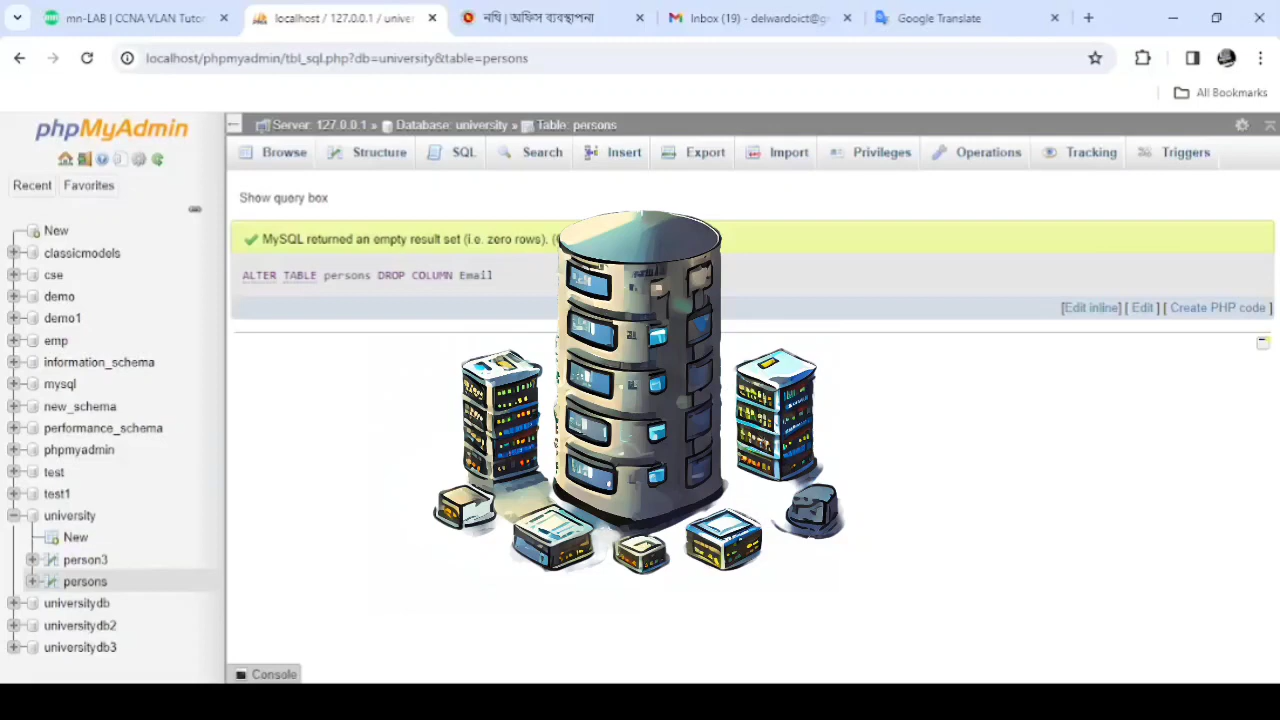 mn-LAB | CCNA VLAN Tutor
localhost / 127.0.0.1 / univer
নথি | অফিস ব্যবস্থাপনা
Inbox (19) - delwardoict@g
Google Translate
localhost/phpmyadmin/tbl_sql.php?db=university&table=persons
All Bookmarks
phpMyAdmin
Server: 127.0.0.1 » Database: university » Table: persons
Browse Structure SQL Search Insert Export Import Privileges Operations Tracking Triggers
Recent Favorites
Show query box
MySQL returned an empty result set (i.e. zero rows). (
ALTER TABLE persons DROP COLUMN Email
[Edit inline] [ Edit ] [ Create PHP code ]
New
classicmodels
cse
demo
demo1
emp
information_schema
mysql
new_schema
performance_schema
phpmyadmin
test
test1
university
New
person3
persons
universitydb
universitydb2
universitydb3
Console